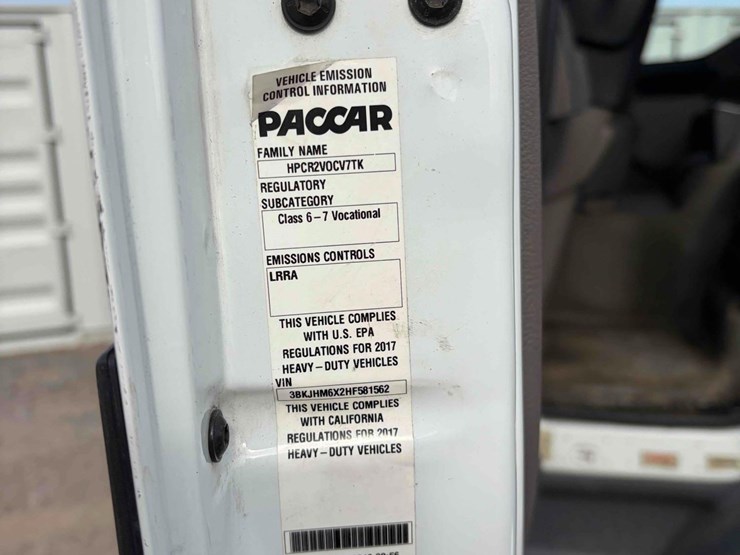 VEHICLE EMISSION
CONTROL INFORMATION
PACCAR
FAMILY NAME
HPCR2VOCV7TK
REGULATORY
SUBCATEGORY
Class 6-7 Vocational
EMISSIONS CONTROLS
LRRA
THIS VEHICLE COMPLIES
WITH U.S. EPA
REGULATIONS FOR 2017
HEAVY-DUTY VEHICLES
VIN
3BKJHM6X2HF581562
THIS VEHICLE COMPLIES
WITH CALIFORNIA
REGULATIONS FOR 2017
HEAVY-DUTY VEHICLES